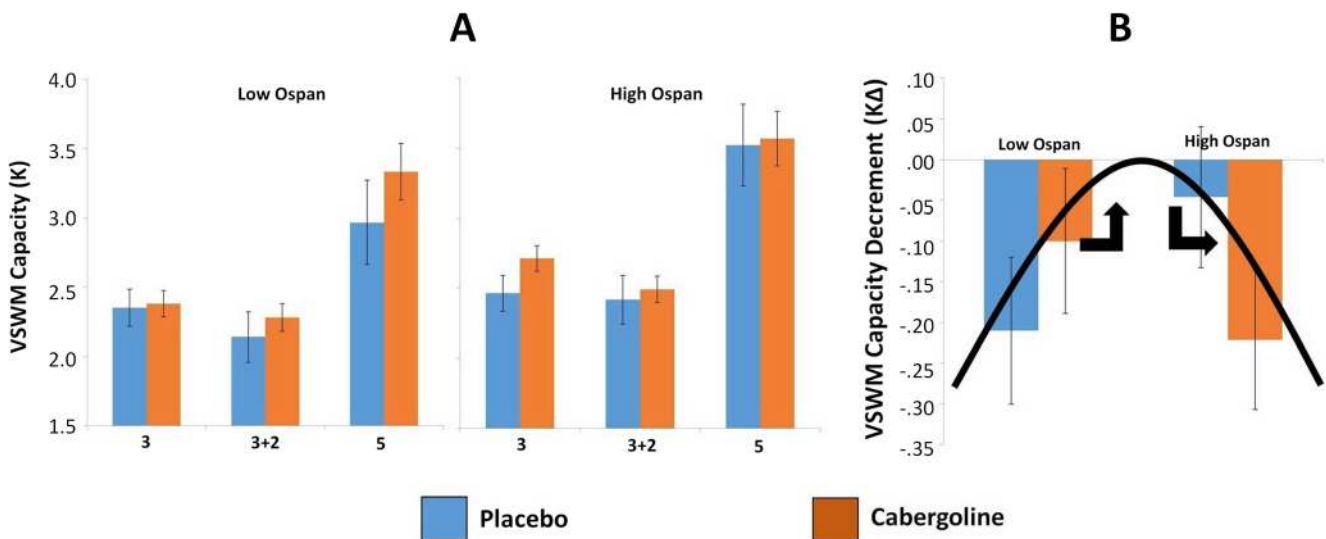 A
B
VSWM Capacity (K)
4.0
3.5
3.0
2.5
2.0
1.5
Low Ospan
High Ospan
3
3+2
5
3
3+2
5
VSWM Capacity Decrement (KΔ)
.10
.05
.00
-.05
-.10
-.15
-.20
-.25
-.30
-.35
Low Ospan
High Ospan
Placebo
Cabergoline